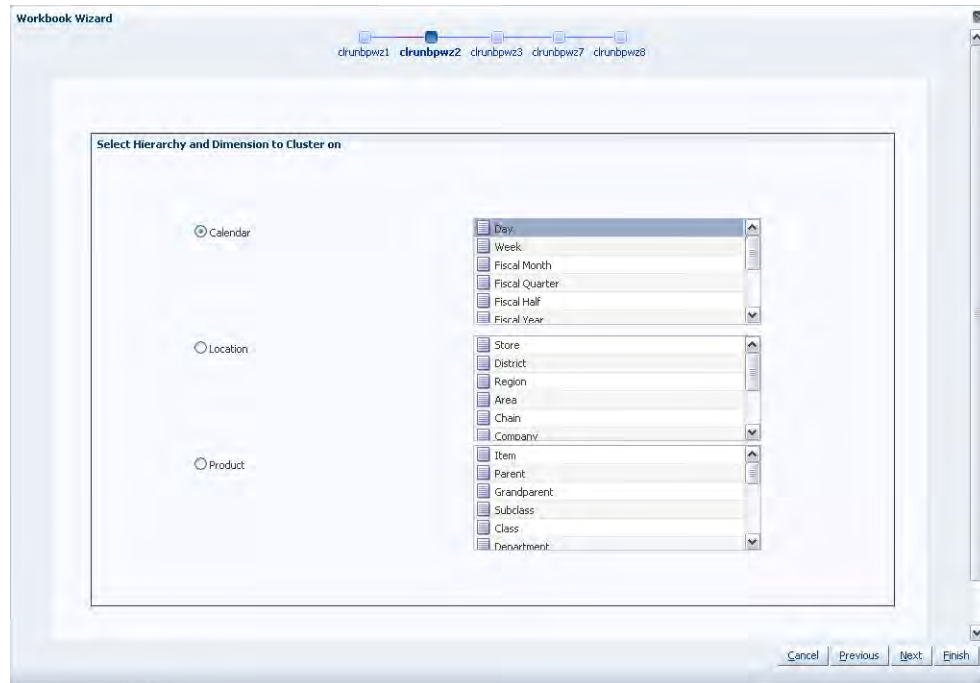 Workbook Wizard
clrunbpwz1 clrunbpwz2 clrunbpwz3 clrunbpwz7 clrunbpwz8
Select Hierarchy and Dimension to Cluster on
Calendar
Day
Week
Fiscal Month
Fiscal Quarter
Fiscal Half
Fiscal Year
Location
Store
District
Region
Area
Chain
Company
Product
Item
Parent
Grandparent
Subclass
Class
Department
Cancel Previous Next Finish